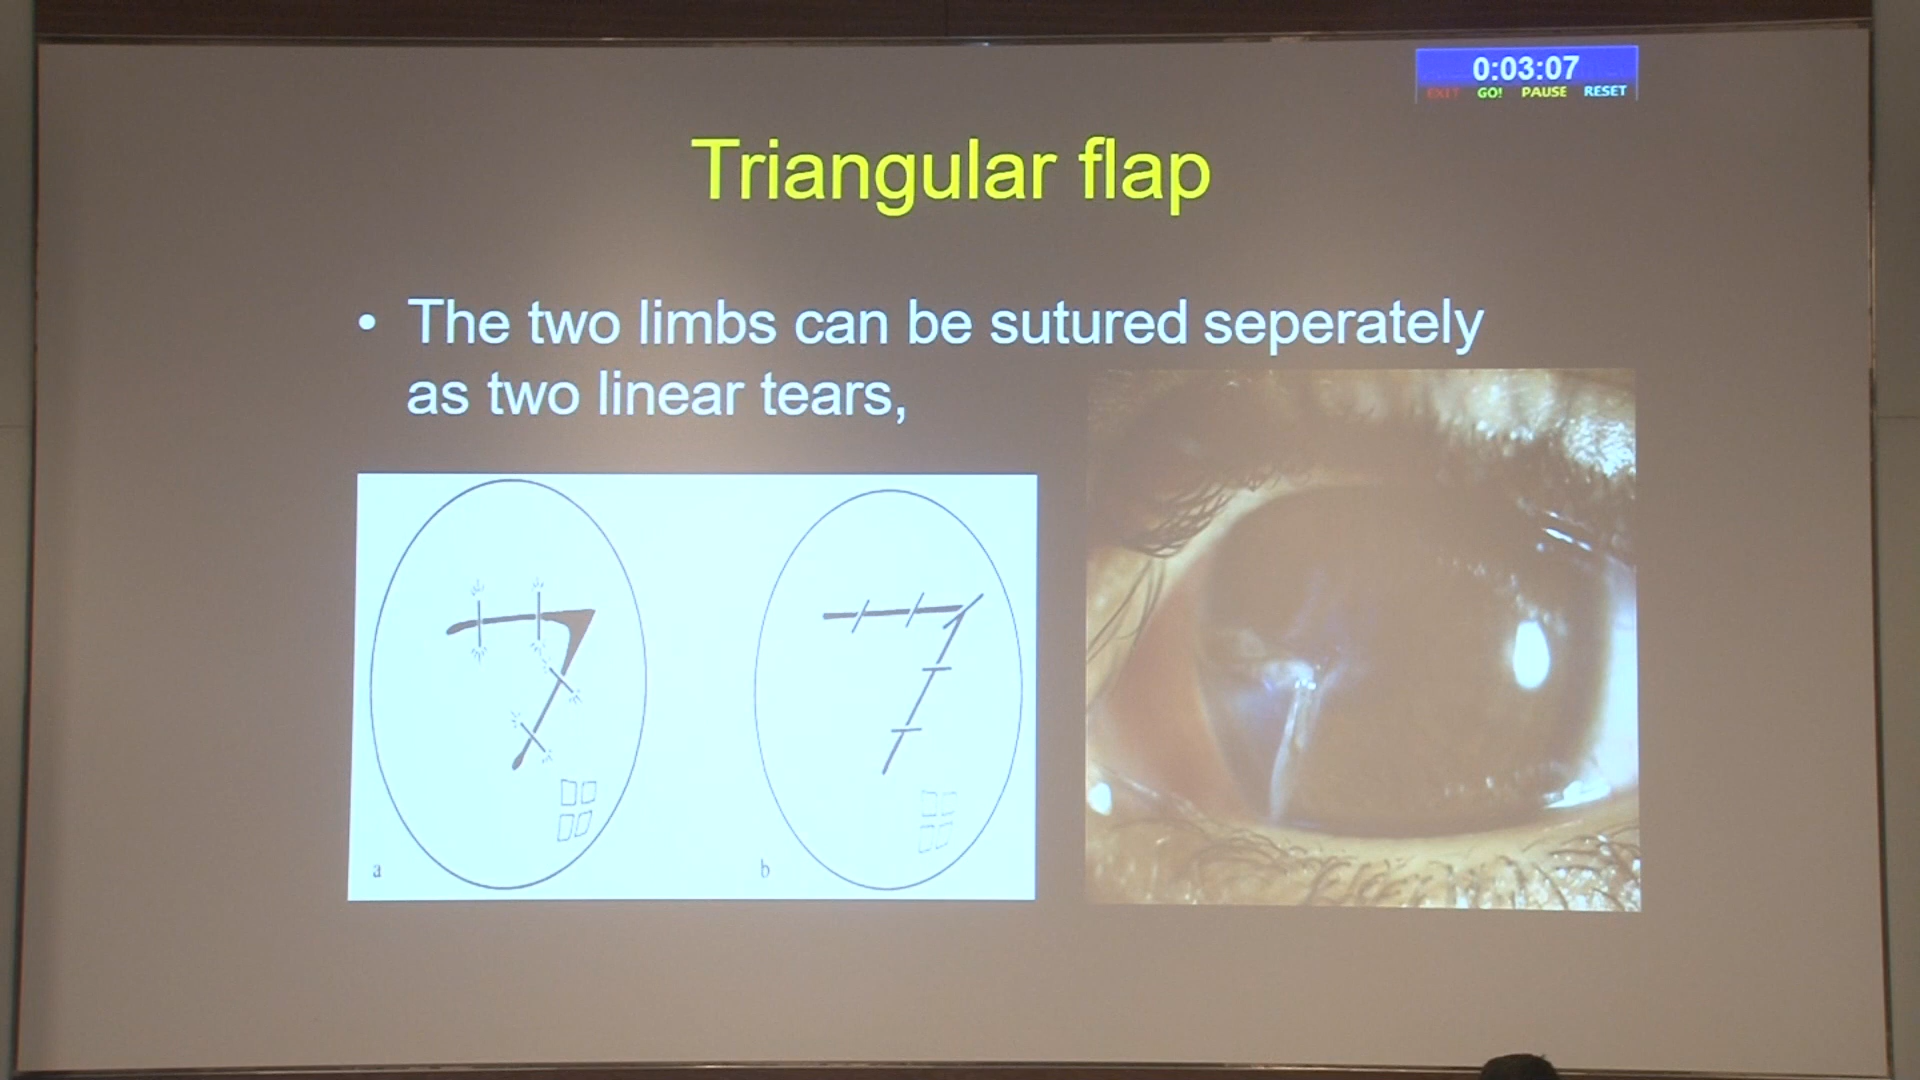 0:03:07
EXIT GO! PAUSE RESET
Triangular flap
• The two limbs can be sutured seperately
as two linear tears,
a b